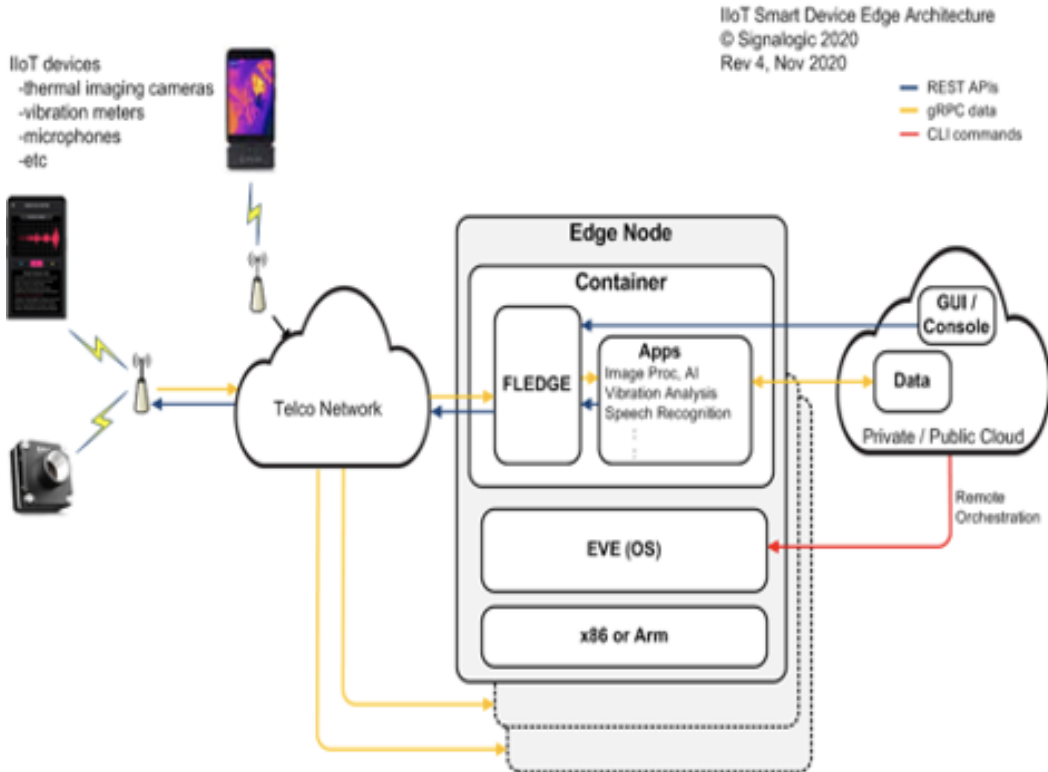 IIoT Smart Device Edge Architecture
© Signalogic 2020
Rev 4, Nov 2020
REST APIs
gRPC data
CLI commands
IIoT devices
-thermal imaging cameras
-vibration meters
-microphones
-etc
Telco Network
Edge Node
Container
FLEDGE
Apps
Image Proc, AI
Vibration Analysis
Speech Recognition
EVE (OS)
x86 or Arm
GUI /
Console
Data
Private / Public Cloud
Remote
Orchestration